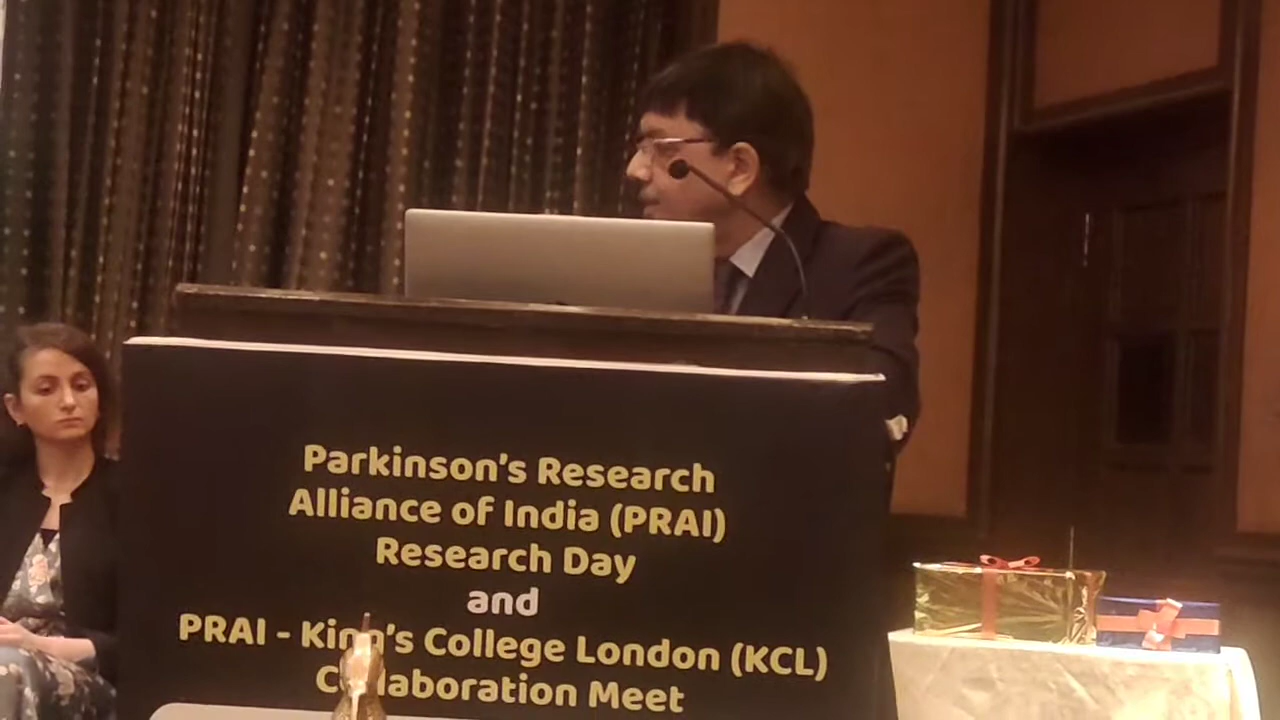 Parkinson's Research
Alliance of India (PRAI)
Research Day
and
PRAI - King's College London (KCL)
Collaboration Meet